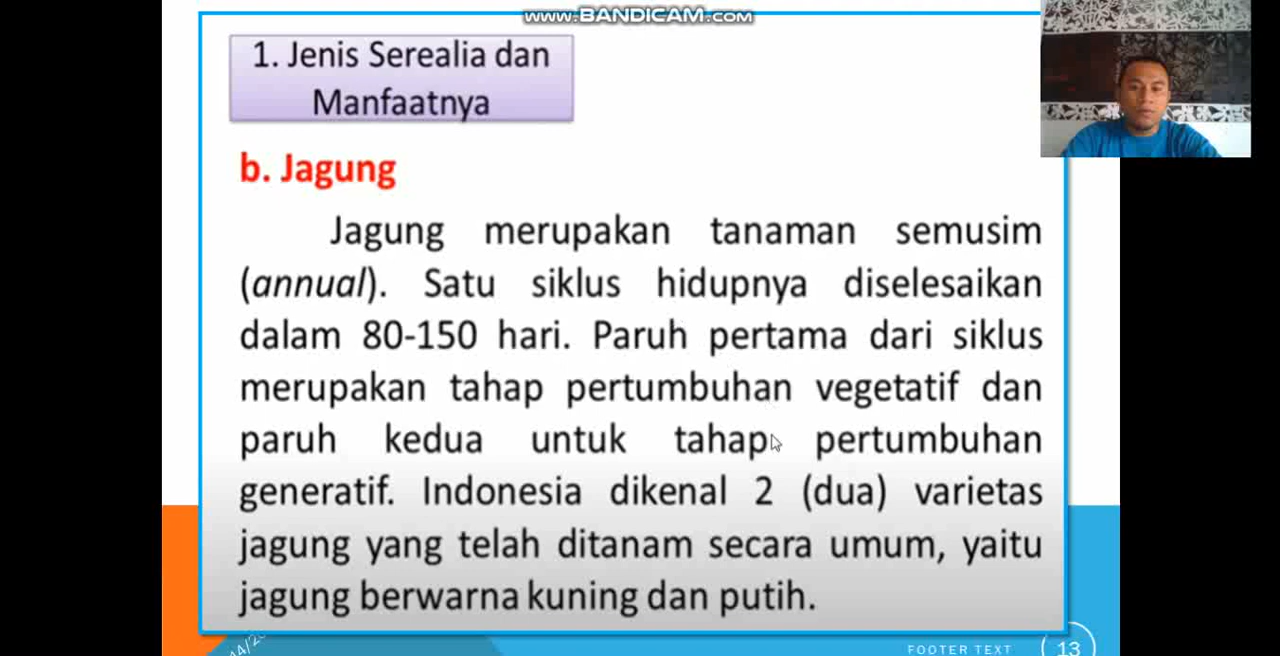 www.BANDICAM.com
1. Jenis Serealia dan
Manfaatnya
b. Jagung
Jagung merupakan tanaman semusim
(annual). Satu siklus hidupnya diselesaikan
dalam 80-150 hari. Paruh pertama dari siklus
merupakan tahap pertumbuhan vegetatif dan
paruh kedua untuk tahap pertumbuhan
generatif. Indonesia dikenal 2 (dua) varietas
jagung yang telah ditanam secara umum, yaitu
jagung berwarna kuning dan putih.
FOOTER TEXT
13